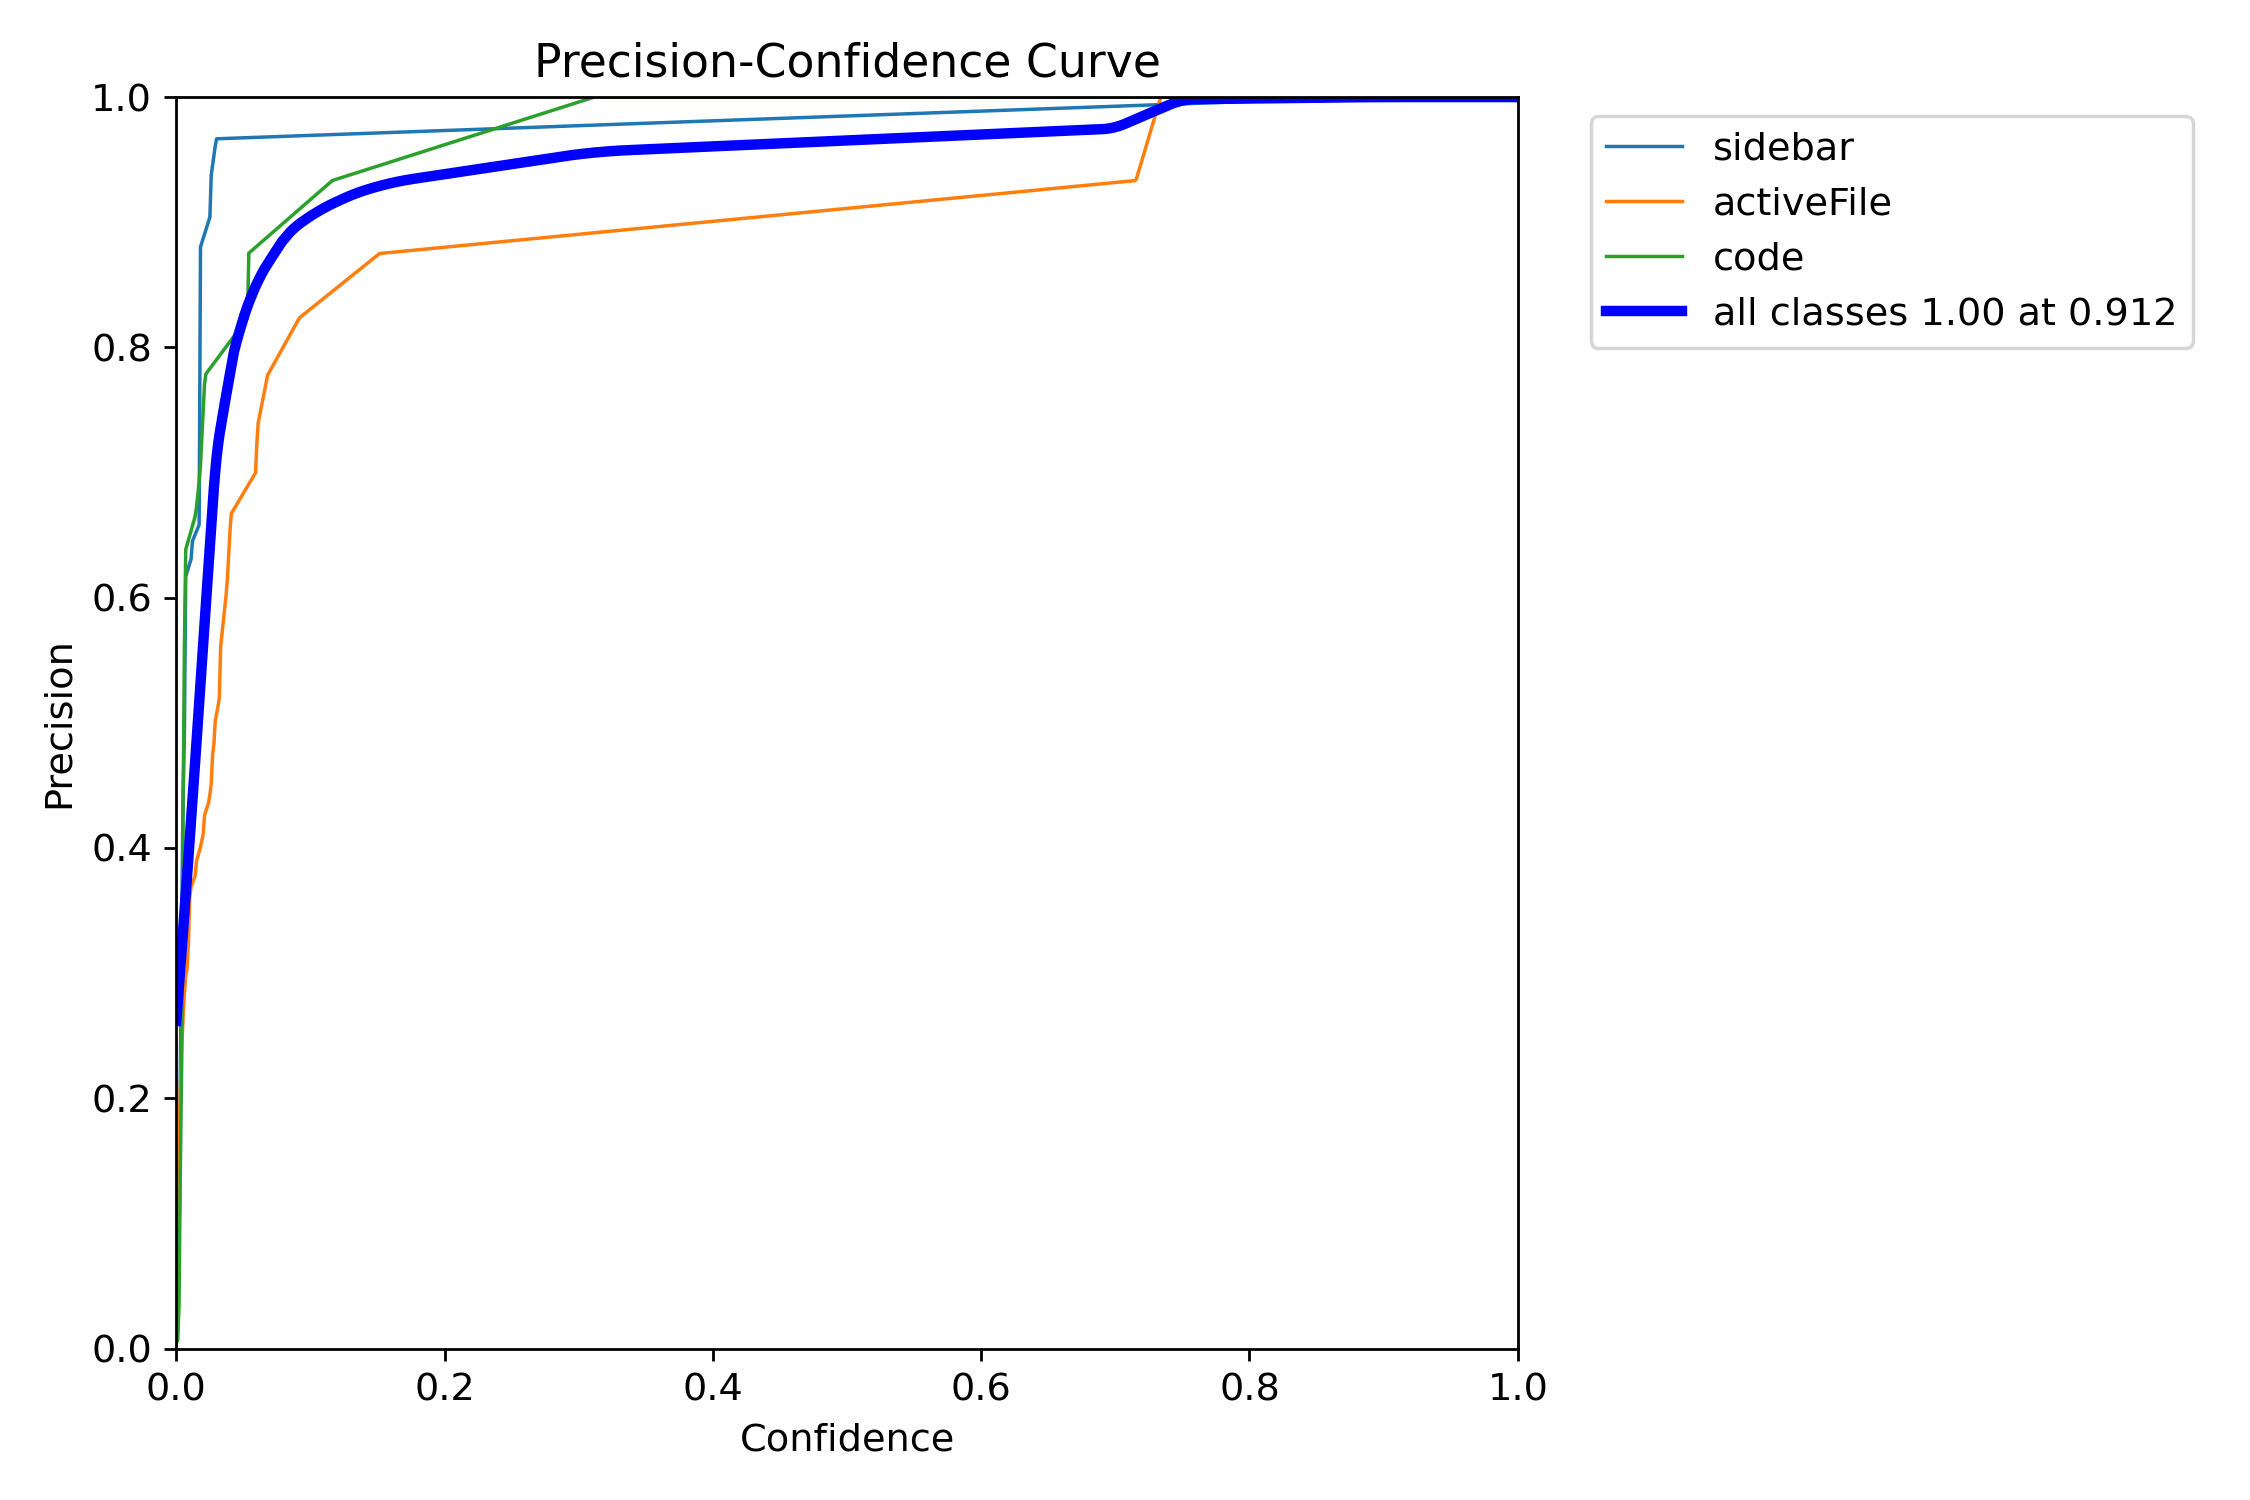 Precision-Confidence Curve
1.0
0.8
0.6
0.4
0.2
0.0
Precision
0.0 0.2 0.4 0.6 0.8 1.0
Confidence
sidebar
activeFile
code
all classes 1.00 at 0.912